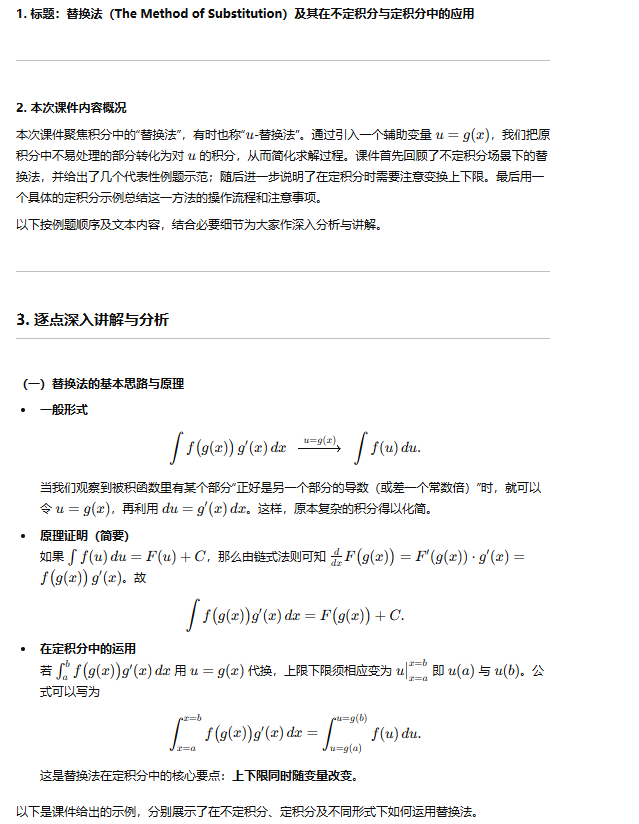 1. 标题：替换法（The Method of Substitution）及其在不定积分与定积分中的应用
2. 本次课件内容概况
本次课件聚焦积分中的“替换法”，有时也称“u-替换法”。通过引入一个辅助变量 u = g(x)，我们把原
积分中不易处理的部分转化为对 u 的积分，从而简化求解过程。课件首先回顾了不定积分场景下的替
换法，并给出了几个代表性例题示范；随后进一步说明了在定积分时需要注意变换上下限。最后用一
个具体的定积分示例总结这一方法的操作流程和注意事项。
以下按例题顺序及文本内容，结合必要细节为大家作深入分析与讲解。
3. 逐点深入讲解与分析
（一）替换法的基本思路与原理
• 一般形式
∫ f(g(x)) g′(x) dx —u=g(x)→ ∫ f(u) du.
当我们观察到被积函数里有某个部分“正好是另一个部分的导数（或差一个常数倍）”时，就可以
令 u = g(x)，再利用 du = g′(x) dx。这样，原本复杂的积分得以化简。
• 原理证明（简要）
如果 ∫ f(u) du = F(u) + C，那么由链式法则可知 d/dx F(g(x)) = F′(g(x)) · g′(x) =
f(g(x)) g′(x)。故
∫ f(g(x))g′(x) dx = F(g(x)) + C.
• 在定积分中的运用
若 ∫_a^b f(g(x))g′(x) dx 用 u = g(x) 代换，上限下限须相应变为 u|_{x=a}^{x=b} 即 u(a) 与 u(b)。公
式可以写为
∫_{x=a}^{x=b} f(g(x))g′(x) dx = ∫_{u=g(a)}^{u=g(b)} f(u) du.
这是替换法在定积分中的核心要点：上下限同时随变量改变。
以下是课件给出的示例，分别展示了在不定积分、定积分及不同形式下如何运用替换法。